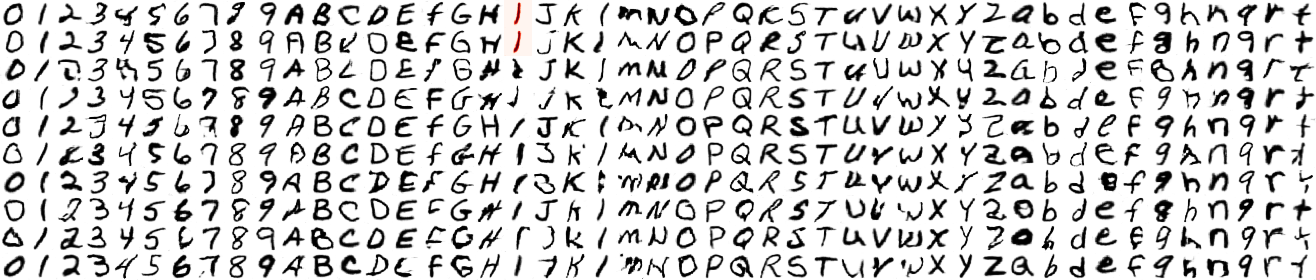 0 1 2 3 4 5 6 7 8 9 A B C D E F G H I J K l m N O P Q R S T U V W X Y Z a b d e f g h n q r t
0 1 2 3 4 5 6 7 8 9 A B C D E F G H I J K l m N O P Q R S T U V W X Y Z a b d e f g h n q r t
0 1 2 3 4 5 6 7 8 9 A B C D E F G H I J K l m N O P Q R S T U V W X Y Z a b d e f g h n q r t
0 1 2 3 4 5 6 7 8 9 A B C D E F G H I J K l M N O P Q R S T U V W X Y Z a b d e f g h n q r t
0 1 2 3 4 5 6 7 8 9 A B C D E F G H I J K l m N O P Q R S T U V W X Y Z a b d e f g h n q r t
0 1 2 3 4 5 6 7 8 9 A B C D E F G H I J K l m N O P Q R S T U V W X Y Z a b d e f g h n q r t
0 1 2 3 4 5 6 7 8 9 A B C D E F G H I J K l m N O P Q R S T U V W X Y Z a b d e f g h n q r t
0 1 2 3 4 5 6 7 8 9 A B C D E F G H I J K l M N O P Q R S T U V W X Y Z a b d e f g h n q r t
0 1 2 3 4 5 6 7 8 9 A B C D E F G H I J K l m N O P Q R S T U V W X Y Z a b d e f g h n q r t
0 1 2 3 4 5 6 7 8 9 A B C D E F G H I J K l m N O P Q R S T U V W X Y Z a b d e f g h n q r t